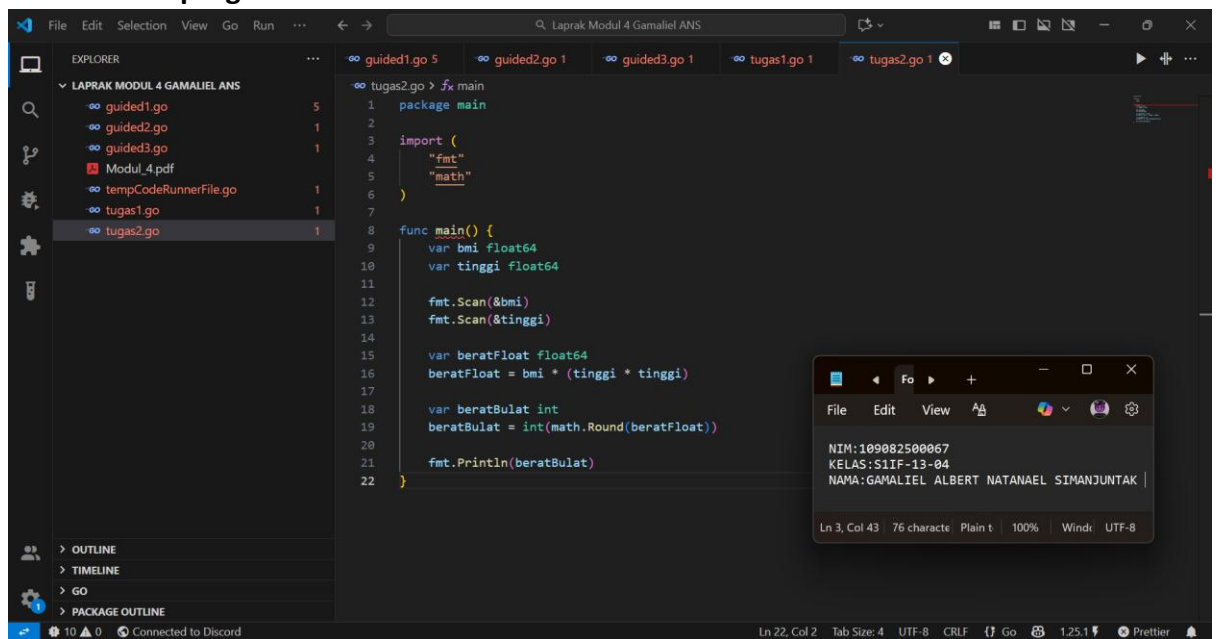 File Edit Selection View Go Run ...
Laprak Modul 4 Gamaliel ANS
EXPLORER
LAPRAK MODUL 4 GAMALIEL ANS
guided1.go 5
guided2.go 1
guided3.go 1
Modul_4.pdf
tempCodeRunnerFile.go 1
tugas1.go 1
tugas2.go 1
OUTLINE
TIMELINE
GO
PACKAGE OUTLINE
guided1.go 5 guided2.go 1 guided3.go 1 tugas1.go 1 tugas2.go 1
tugas2.go > fx main
1 package main
2
3 import (
4 "fmt"
5 "math"
6 )
7
8 func main() {
9 var bmi float64
10 var tinggi float64
11
12 fmt.Scan(&bmi)
13 fmt.Scan(&tinggi)
14
15 var beratFloat float64
16 beratFloat = bmi * (tinggi * tinggi)
17
18 var beratBulat int
19 beratBulat = int(math.Round(beratFloat))
20
21 fmt.Println(beratBulat)
22 }
Fo
File Edit View
NIM:109082500067
KELAS:S1IF-13-04
NAMA:GAMALIEL ALBERT NATANAEL SIMANJUNTAK
Ln 3, Col 43 76 characte Plain t 100% Windo UTF-8
10 0 Connected to Discord
Ln 22, Col 2 Tab Size: 4 UTF-8 CRLF {} Go 1.25.1 Prettier